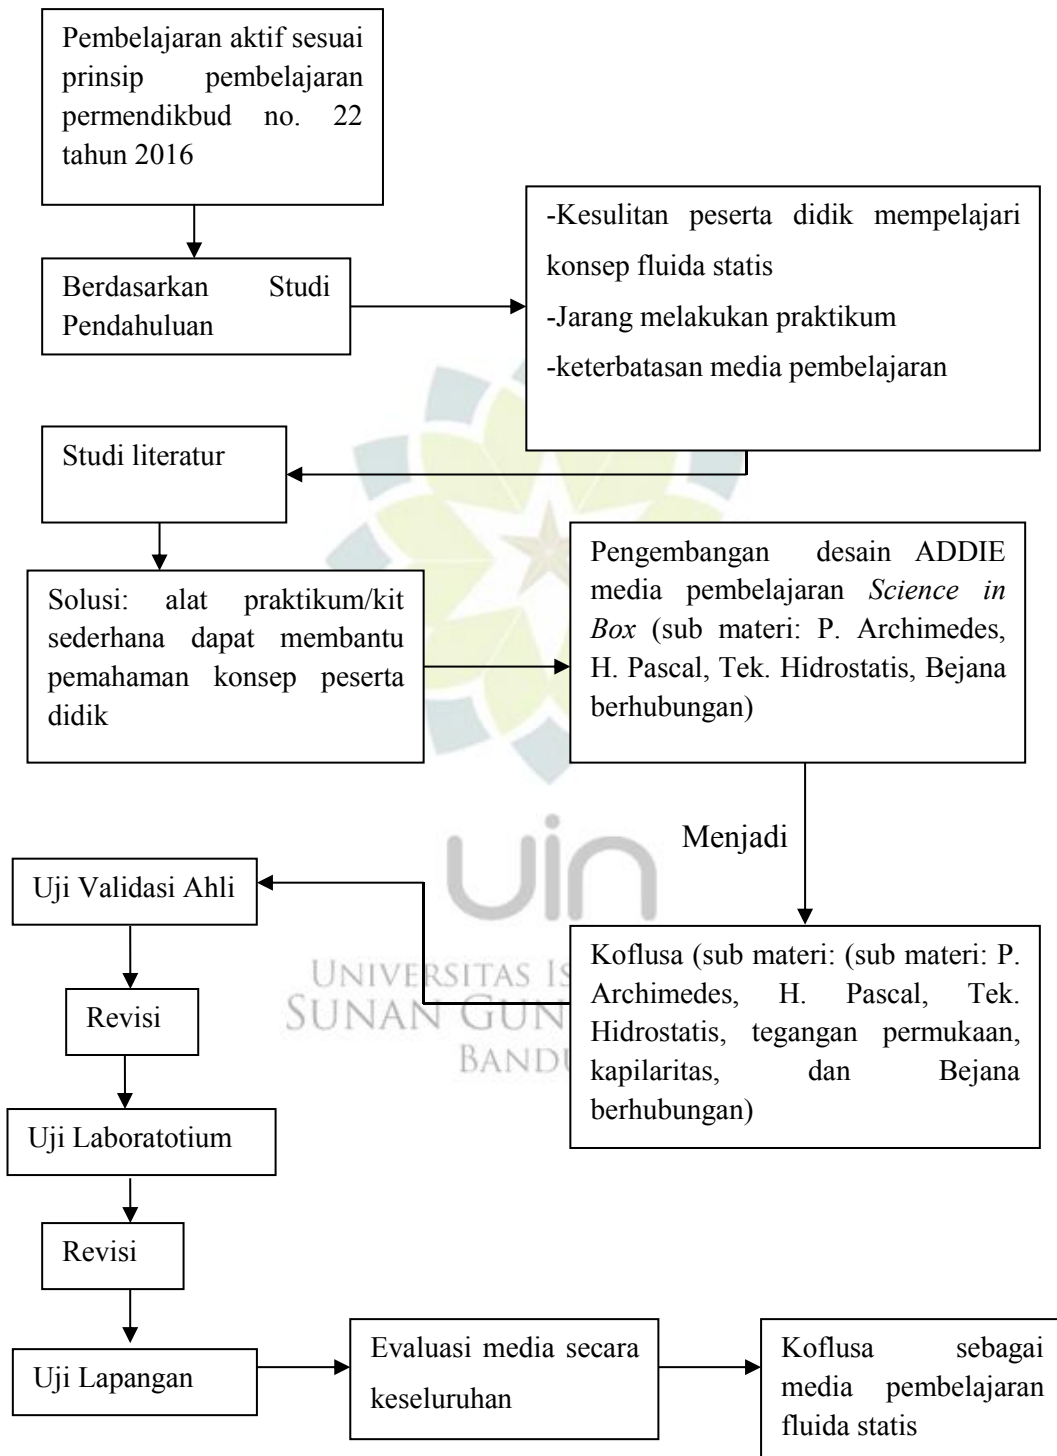 Pembelajaran aktif sesuai
prinsip pembelajaran
permendikbud no. 22
tahun 2016
Berdasarkan Studi
Pendahuluan
-Kesulitan peserta didik mempelajari
konsep fluida statis
-Jarang melakukan praktikum
-keterbatasan media pembelajaran
Studi literatur
Solusi: alat praktikum/kit
sederhana dapat membantu
pemahaman konsep peserta
didik
Pengembangan desain ADDIE
media pembelajaran Science in
Box (sub materi: P. Archimedes,
H. Pascal, Tek. Hidrostatis, Bejana
berhubungan)
Menjadi
Koflusa (sub materi: (sub materi: P.
Archimedes, H. Pascal, Tek.
Hidrostatis, tegangan permukaan,
kapilaritas, dan Bejana
berhubungan)
uin
UNIVERSITAS
SUNAN
Uji Validasi Ahli
Revisi
Uji Laboratotium
Revisi
Uji Lapangan
Evaluasi media secara
keseluruhan
Koflusa sebagai
media pembelajaran
fluida statis